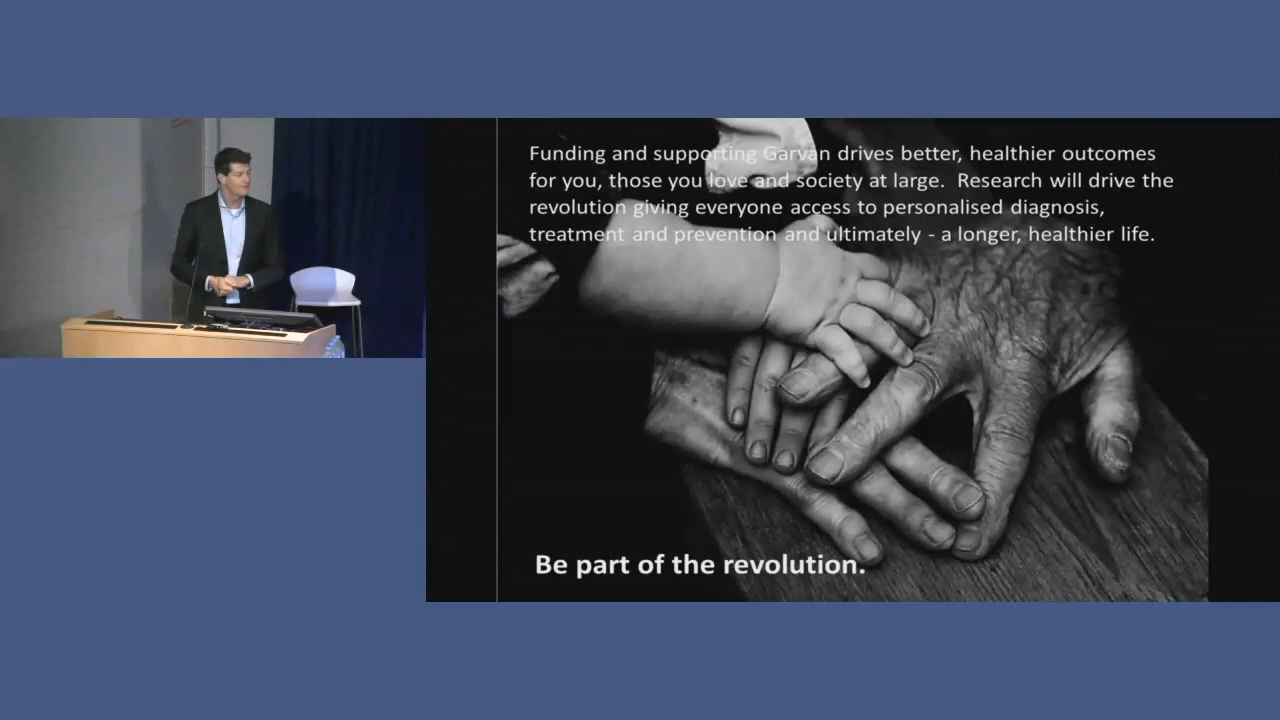 Funding and supporting Garvan drives better, healthier outcomes
for you, those you love and society at large.  Research will drive the
revolution giving everyone access to personalised diagnosis,
treatment and prevention and ultimately - a longer, healthier life.
Be part of the revolution.